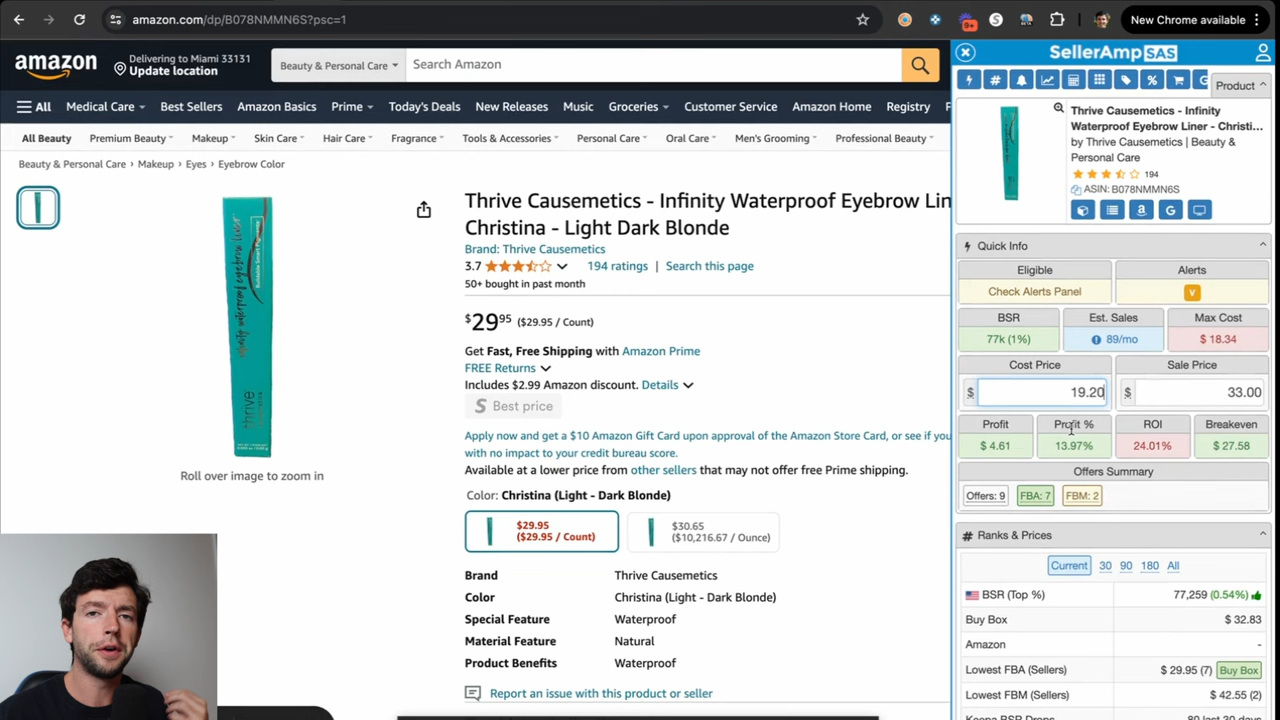 amazon.com/dp/B078NMMN6S?psc=1
9+
New Chrome available
amazon
Delivering to Miami 33131
Update location
Beauty & Personal Care
Search Amazon
All
Medical Care
Best Sellers
Amazon Basics
Prime
Today's Deals
New Releases
Music
Groceries
Customer Service
Amazon Home
Registry
All Beauty
Premium Beauty
Makeup
Skin Care
Hair Care
Fragrance
Tools & Accessories
Personal Care
Oral Care
Men's Grooming
Professional Beauty
Beauty & Personal Care › Makeup › Eyes › Eyebrow Color
infinity waterproof eyebrow liner
thrive
Roll over image to zoom in
Thrive Causemetics - Infinity Waterproof Eyebrow Lin
Christina - Light Dark Blonde
Brand: Thrive Causemetics
3.7
194 ratings | Search this page
50+ bought in past month
$29⁹⁵ ($29.95 / Count)
Get Fast, Free Shipping with Amazon Prime
FREE Returns
Includes $2.99 Amazon discount. Details
S Best price
Apply now and get a $10 Amazon Gift Card upon approval of the Amazon Store Card, or see if you
with no impact to your credit bureau score.
Available at a lower price from other sellers that may not offer free Prime shipping.
Color: Christina (Light - Dark Blonde)
$29.95
($29.95 / Count)
$30.65
($10,216.67 / Ounce)
Brand Thrive Causemetics
Color Christina (Light - Dark Blonde)
Special Feature Waterproof
Material Feature Natural
Product Benefits Waterproof
Report an issue with this product or seller
SellerAmp SAS
Product
Thrive Causemetics - Infinity
Waterproof Eyebrow Liner - Christi...
by Thrive Causemetics | Beauty &
Personal Care
194
ASIN: B078NMMN6S
Quick Info
Eligible
Alerts
Check Alerts Panel
V
BSR
Est. Sales
Max Cost
77k (1%)
89/mo
$ 18.34
Cost Price
Sale Price
$ 19.20
$ 33.00
Profit
Profit %
ROI
Breakeven
$ 4.61
13.97%
24.01%
$ 27.58
Offers Summary
Offers: 9
FBA: 7
FBM: 2
# Ranks & Prices
Current 30 90 180 All
BSR (Top %) 77,259 (0.54%)
Buy Box $ 32.83
Amazon -
Lowest FBA (Sellers) $ 29.95 (7) Buy Box
Lowest FBM (Sellers) $ 42.55 (2)
Keepa BSR Drops 80 last 30 days